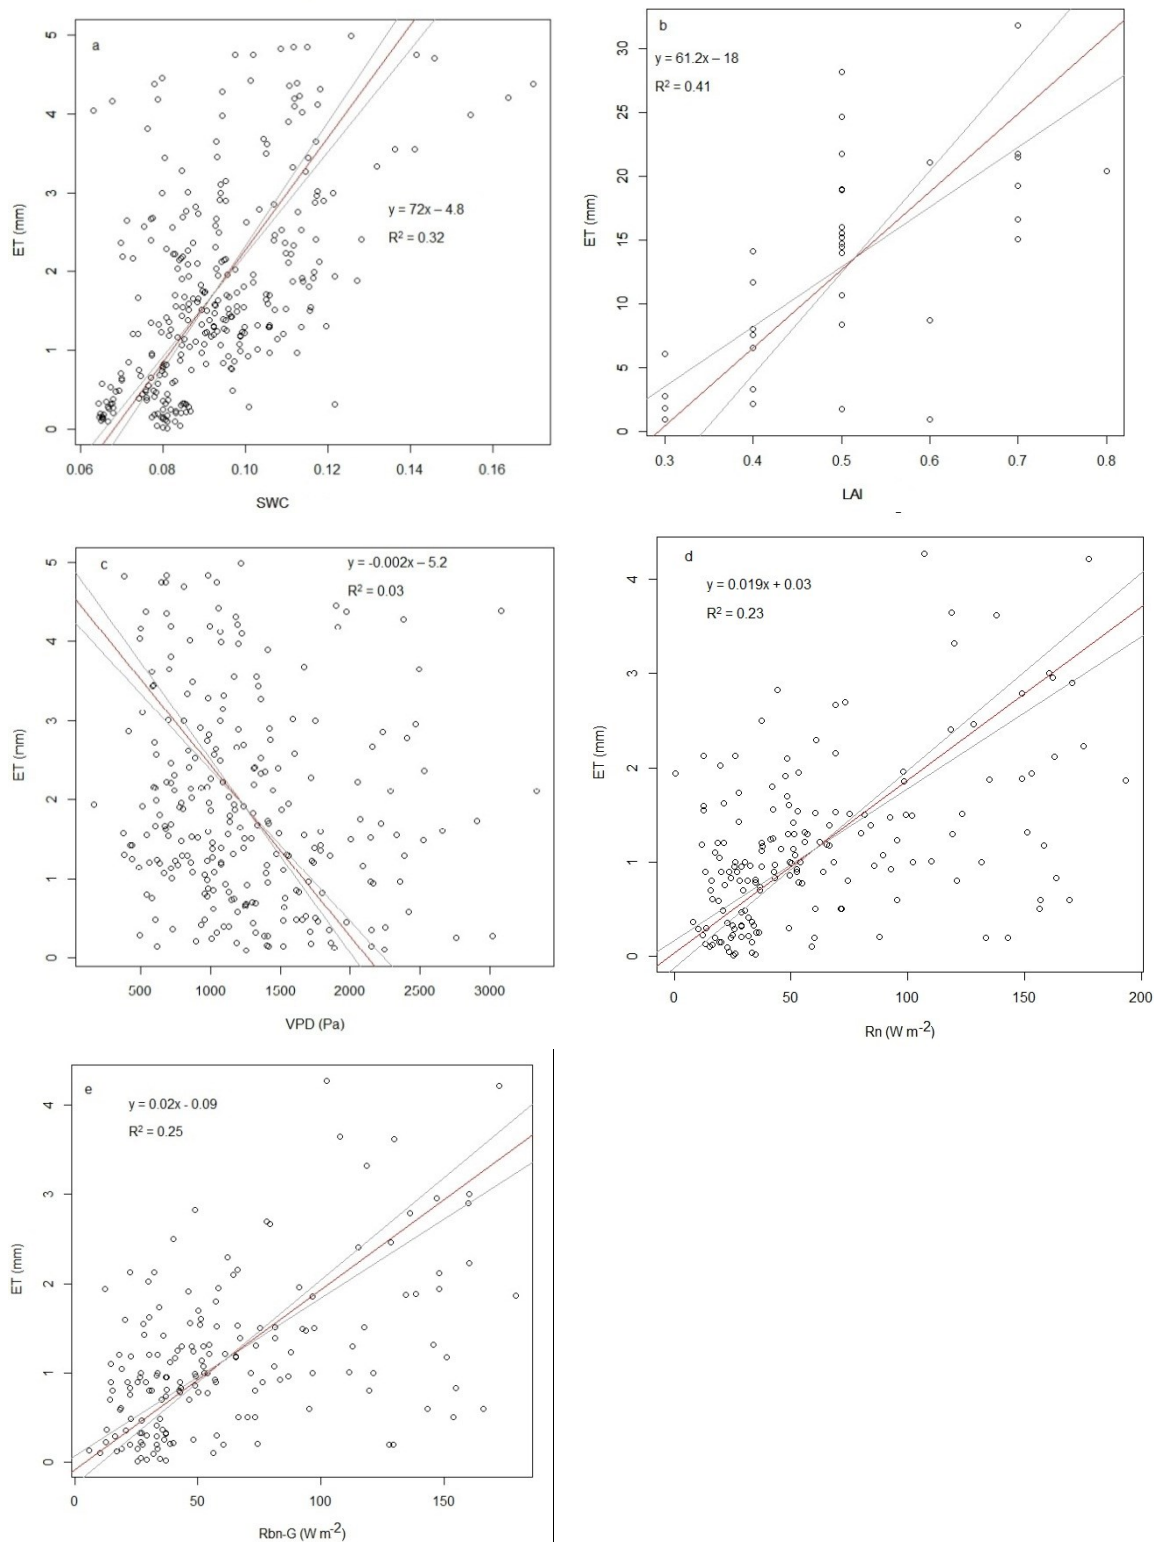 a
y = 72x – 4.8
R² = 0.32
ET (mm)
5
4
3
2
1
0
0.06 0.08 0.10 0.12 0.14 0.16
SWC
b
y = 61.2x – 18
R² = 0.41
ET (mm)
30
25
20
15
10
5
0
0.3 0.4 0.5 0.6 0.7 0.8
LAI
c
y = -0.002x – 5.2
R² = 0.03
ET (mm)
5
4
3
2
1
0
500 1000 1500 2000 2500 3000
VPD (Pa)
d
y = 0.019x + 0.03
R² = 0.23
ET (mm)
4
3
2
1
0
0 50 100 150 200
Rn (W m-2)
e
y = 0.02x - 0.09
R² = 0.25
ET (mm)
4
3
2
1
0
0 50 100 150
Rbn-G (W m-2)